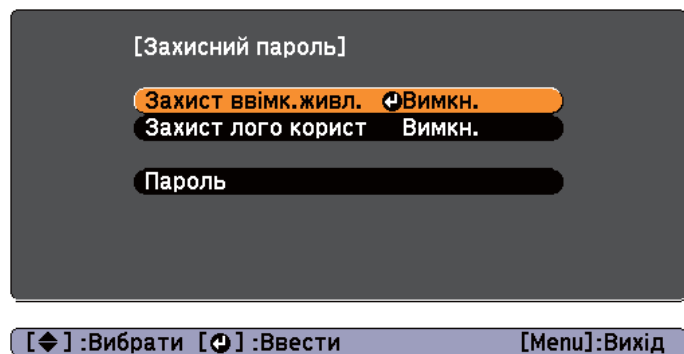 [Захисний пароль]
Захист ввімк.живл. Вимкн.
Захист лого корист Вимкн.
Пароль
[◆] :Вибрати [↵] :Ввести [Menu]:Вихід